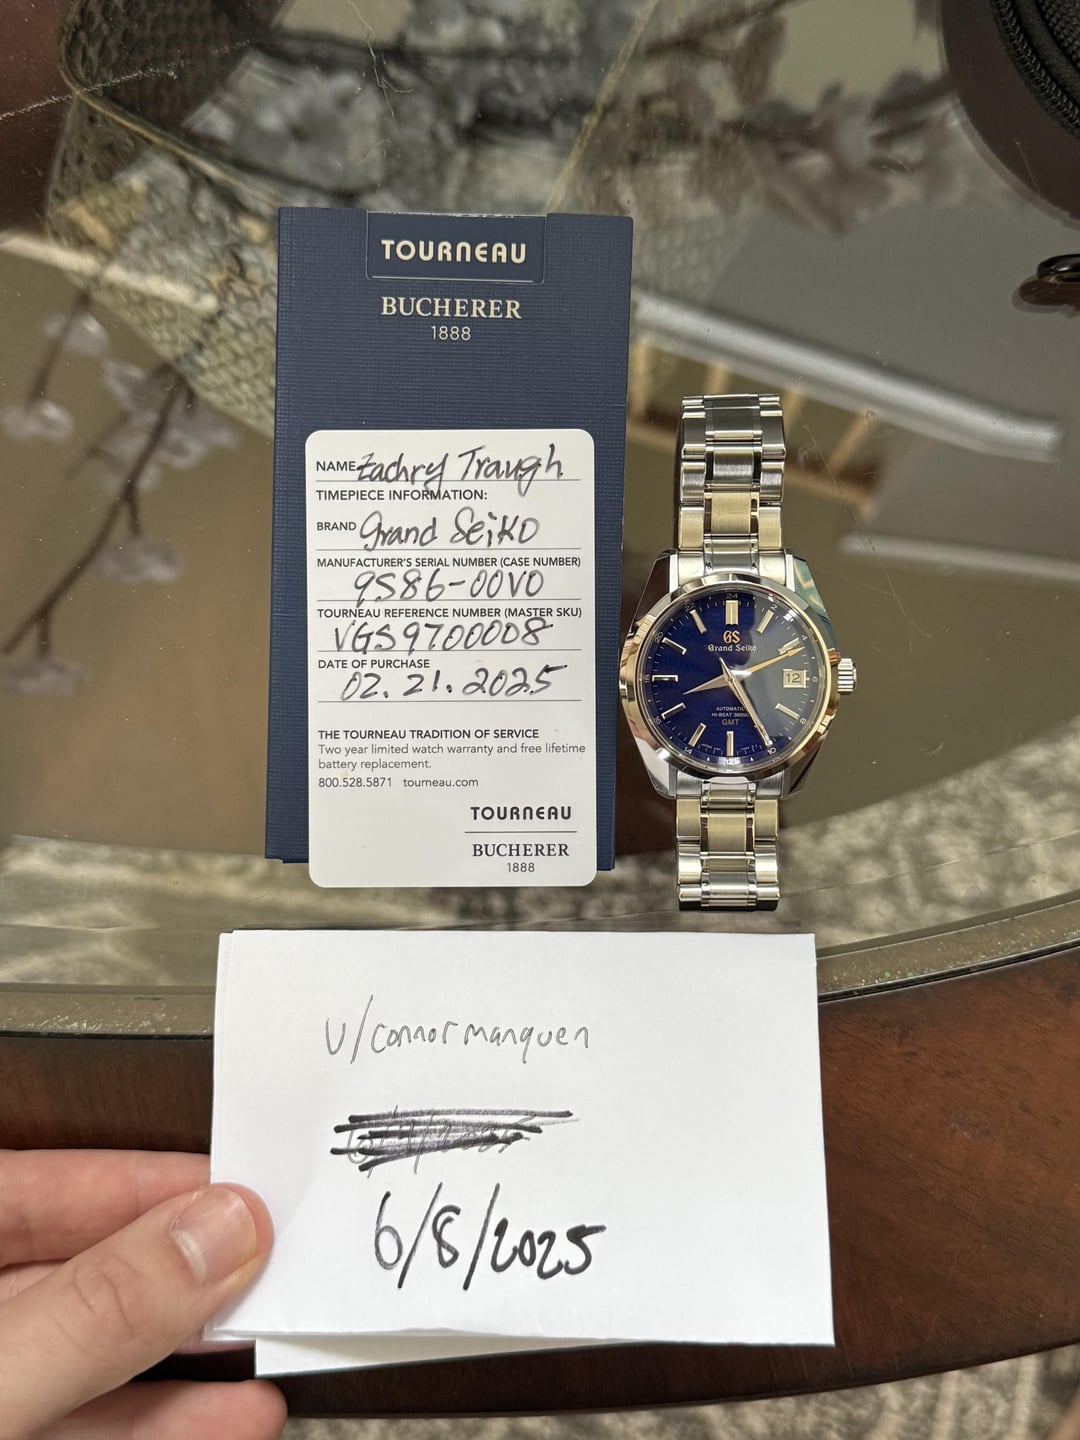 TOURNEAU
BUCHERER
1888
NAME Zachry Traugh
TIMEPIECE INFORMATION:
BRAND Grand Seiko
MANUFACTURER'S SERIAL NUMBER (CASE NUMBER)
9S86-00V0
TOURNEAU REFERENCE NUMBER (MASTER SKU)
VGS9700008
DATE OF PURCHASE
02.21.2025
THE TOURNEAU TRADITION OF SERVICE
Two year limited watch warranty and free lifetime
battery replacement.
800.528.5871 tourneau.com
TOURNEAU
BUCHERER
1888
24
GS
Grand Seiko
12
AUTOMATIC
HI-BEAT 36000
GMT
u/connormanquen
6/8/2025